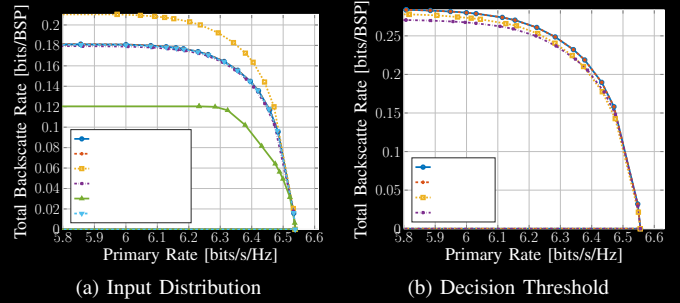 Total Backscatte Rate [bits/BSP]
0.2
0.18
0.16
0.14
0.12
0.1
0.08
0.06
0.04
0.02
0
5.8 5.9 6 6.1 6.2 6.3 6.4 6.5 6.6
Primary Rate [bits/s/Hz]
(a) Input Distribution
Total Backscatte Rate [bits/BSP]
0.25
0.2
0.15
0.1
0.05
0
5.8 5.9 6 6.1 6.2 6.3 6.4 6.5 6.6
Primary Rate [bits/s/Hz]
(b) Decision Threshold